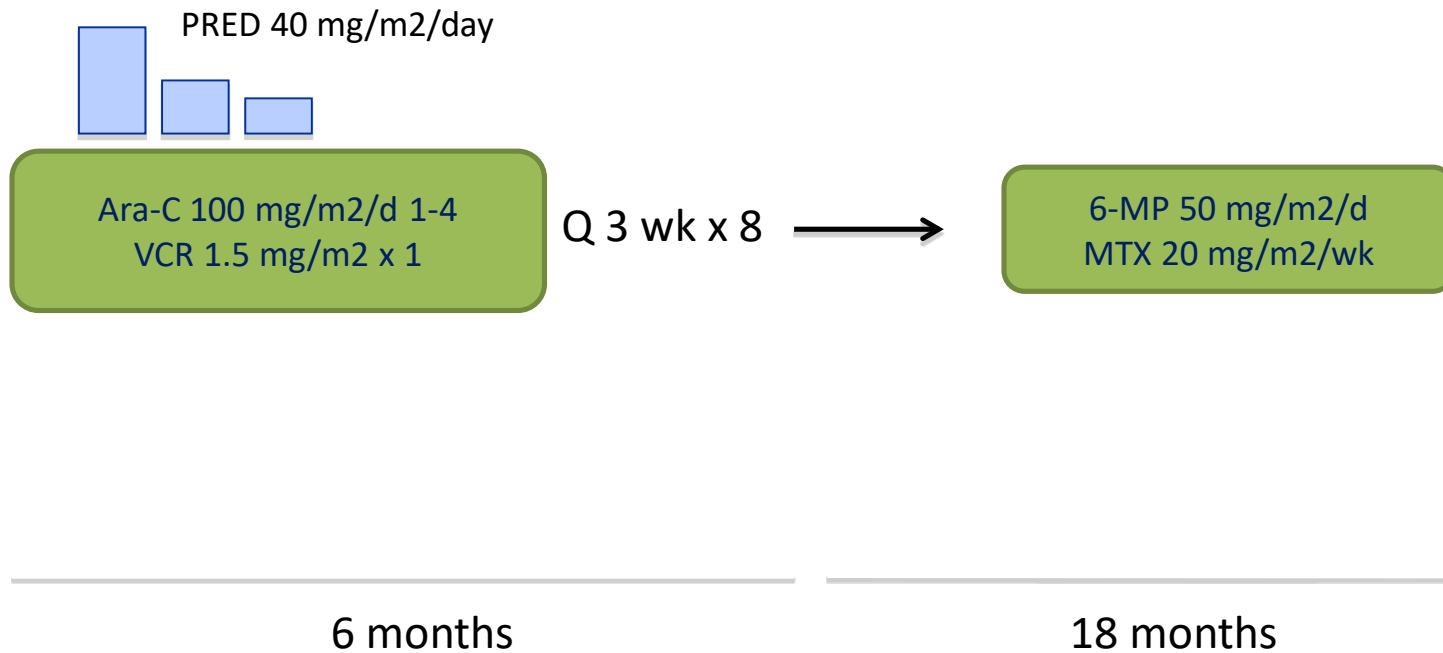 PRED 40 mg/m2/day
Ara-C 100 mg/m2/d 1-4
VCR 1.5 mg/m2 x 1
Q 3 wk x 8
6-MP 50 mg/m2/d
MTX 20 mg/m2/wk
6 months
18 months